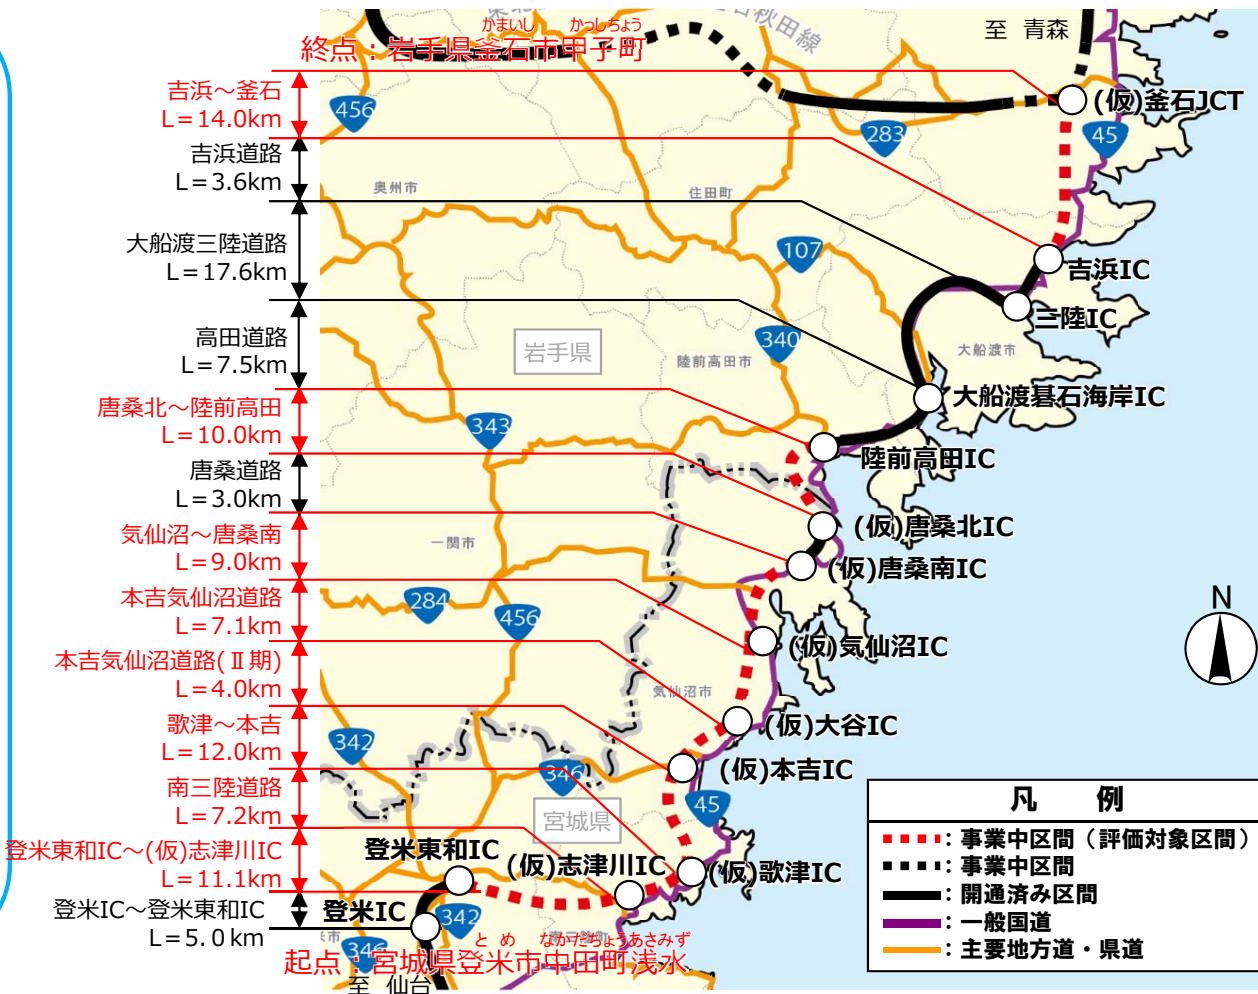 東北
秋田線
至 青森
かまいし かっしちょう
終点：岩手県釜石市甲子町
吉浜～釜石
L＝14.0km
吉浜道路
L＝3.6km
大船渡三陸道路
L＝17.6km
高田道路
L＝7.5km
唐桑北～陸前高田
L＝10.0km
唐桑道路
L＝3.0km
気仙沼～唐桑南
L＝9.0km
本吉気仙沼道路
L＝7.1km
本吉気仙沼道路(Ⅱ期)
L＝4.0km
歌津～本吉
L＝12.0km
南三陸道路
L＝7.2km
登米東和IC～(仮)志津川IC
L＝11.1km
登米IC～登米東和IC
L＝5.0km
456
(仮)釜石JCT
283
45
奥州市
住田町
107
吉浜IC
三陸IC
岩手県
340
陸前高田市
大船渡市
大船渡碁石海岸IC
343
陸前高田IC
(仮)唐桑北IC
一関市
(仮)唐桑南IC
284
456
(仮)気仙沼IC
気仙沼市
(仮)大谷IC
342
346
(仮)本吉IC
45
宮城県
登米東和IC
(仮)志津川IC
(仮)歌津IC
登米IC
342
米市
346
南三陸町
と め なかだちょうあさみず
起点：宮城県登米市中田町浅水
至 仙台
N
凡 例
：事業中区間（評価対象区間）
：事業中区間
：開通済み区間
：一般国道
：主要地方道・県道